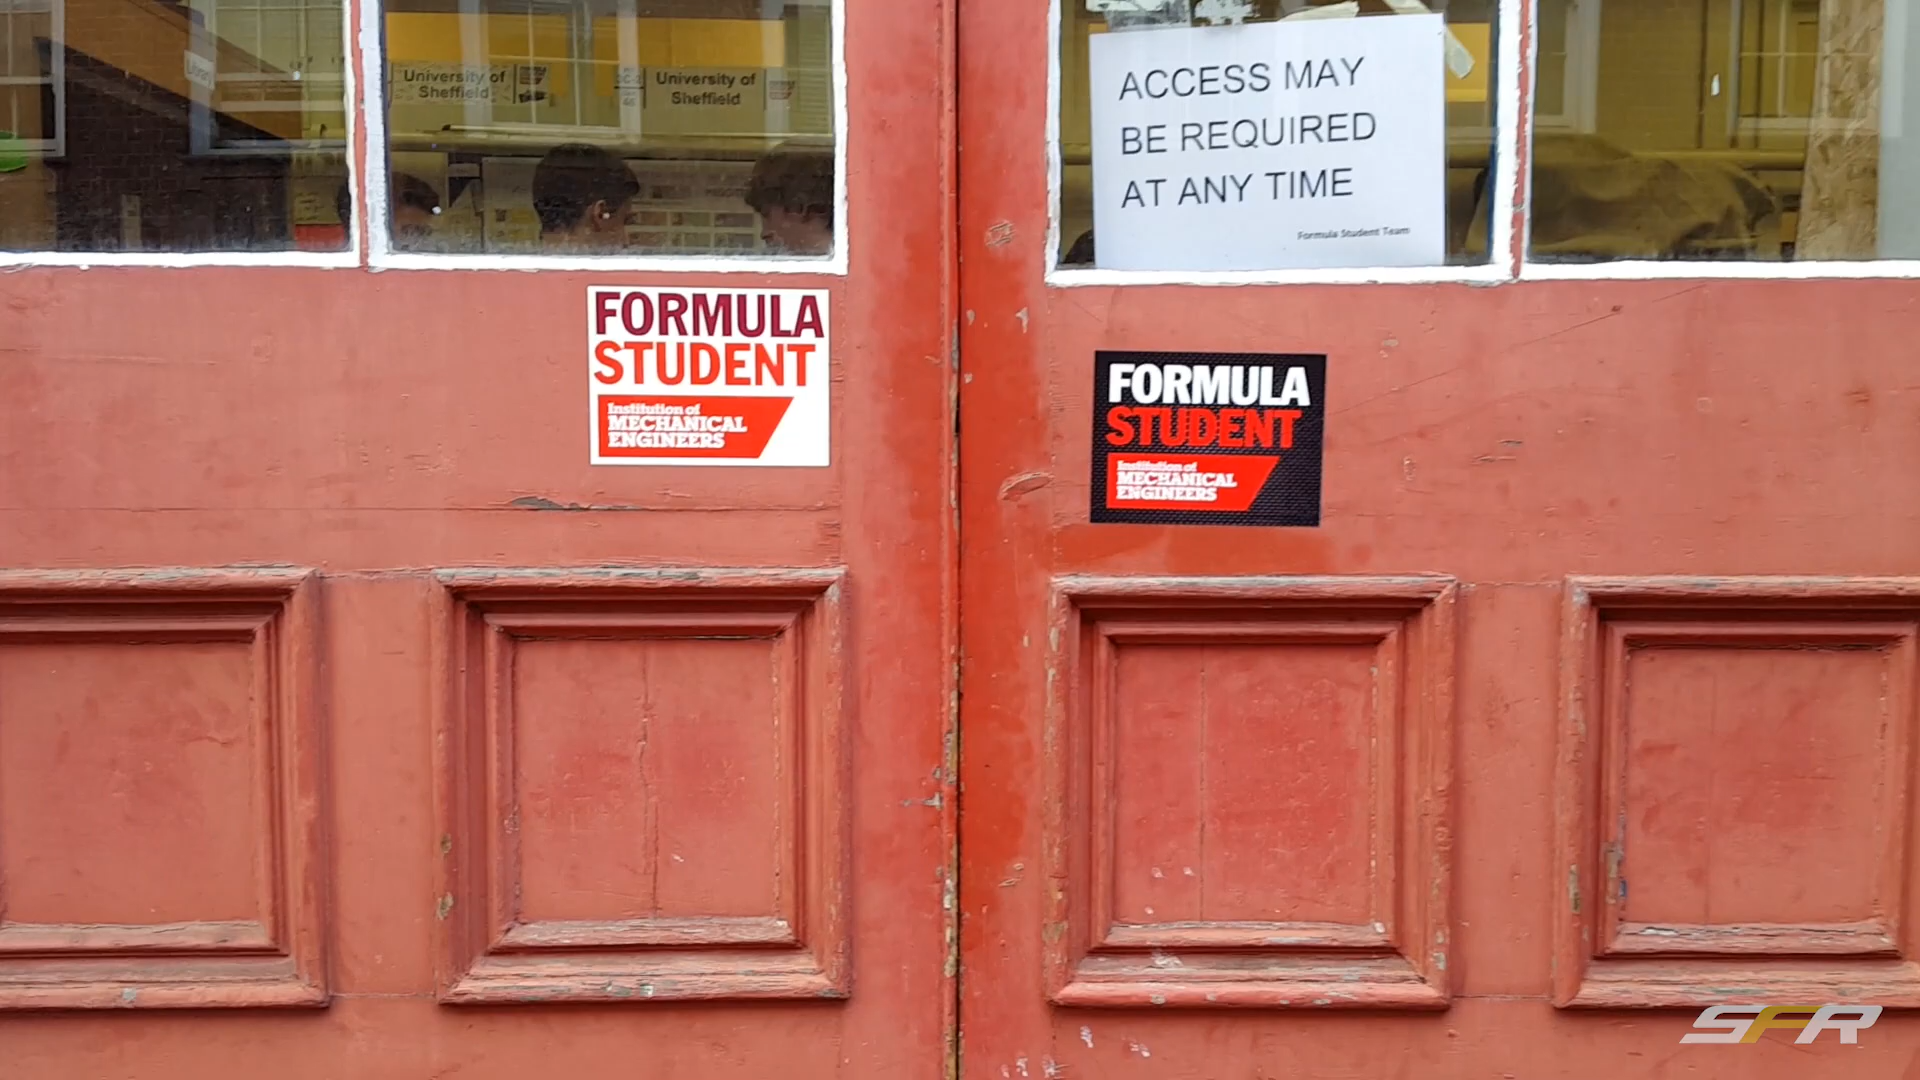 Library
University of
Sheffield
University of
Sheffield
ACCESS MAY
BE REQUIRED
AT ANY TIME
Formula Student Team
FORMULA
STUDENT
Institution of
MECHANICAL
ENGINEERS
FORMULA
STUDENT
Institution of
MECHANICAL
ENGINEERS
SFR